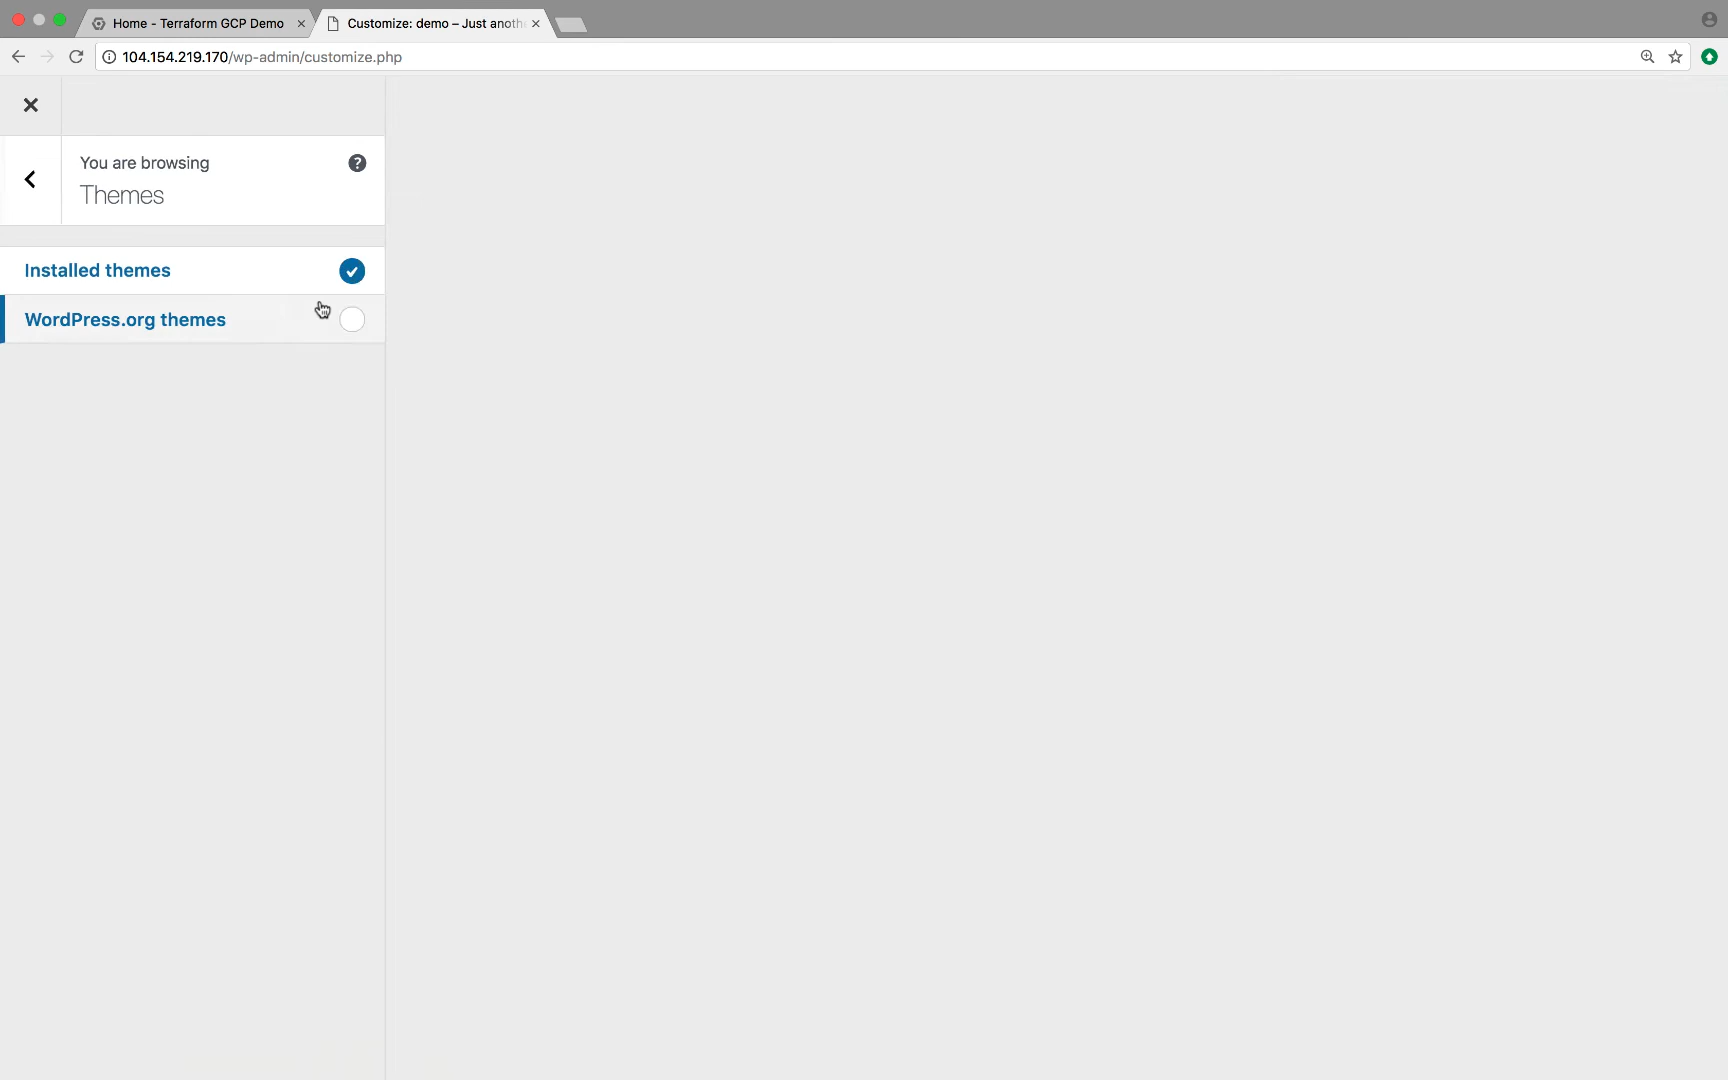 Home - Terraform GCP Demo
Customize: demo – Just anoth
104.154.219.170/wp-admin/customize.php
You are browsing
?
Themes
Installed themes
WordPress.org themes